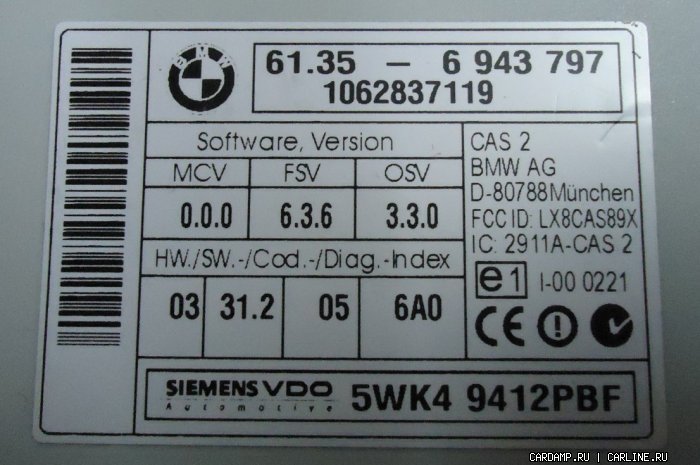 BMW
61.35 – 6 943 797
1062837119
Software, Version
MCV FSV OSV
0.0.0 6.3.6 3.3.0
HW./SW.-/Cod.-/Diag.-Index
03 31.2 05 6A0
CAS 2
BMW AG
D-80788München
FCC ID: LX8CAS89X
IC: 2911A-CAS 2
e1 I-00 0221
CE
SIEMENS VDO
Automotive
5WK4 9412PBF
CARDAMP.RU | CARLINE.RU